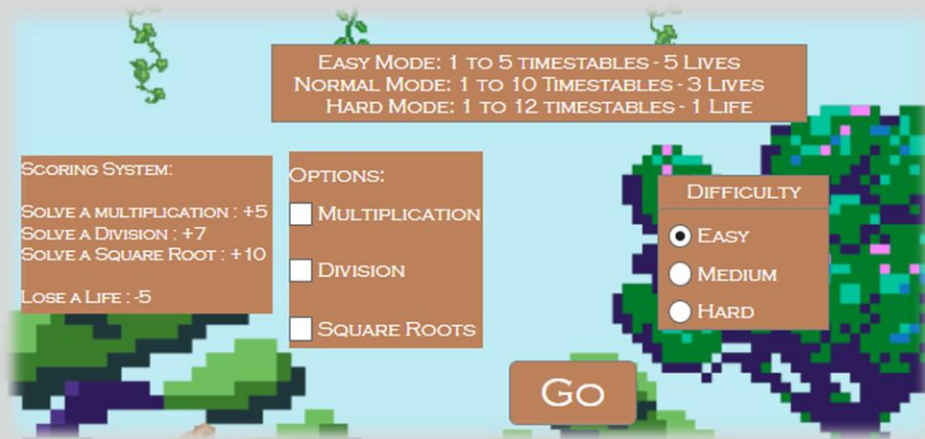 Easy Mode: 1 to 5 timestables - 5 Lives
Normal Mode: 1 to 10 Timestables - 3 Lives
Hard Mode: 1 to 12 timestables - 1 Life
Scoring System:
Solve a multiplication : +5
Solve a Division : +7
Solve a Square Root : +10
Lose a Life : -5
Options:
Multiplication
Division
Square Roots
Difficulty
Easy
Medium
Hard
Go